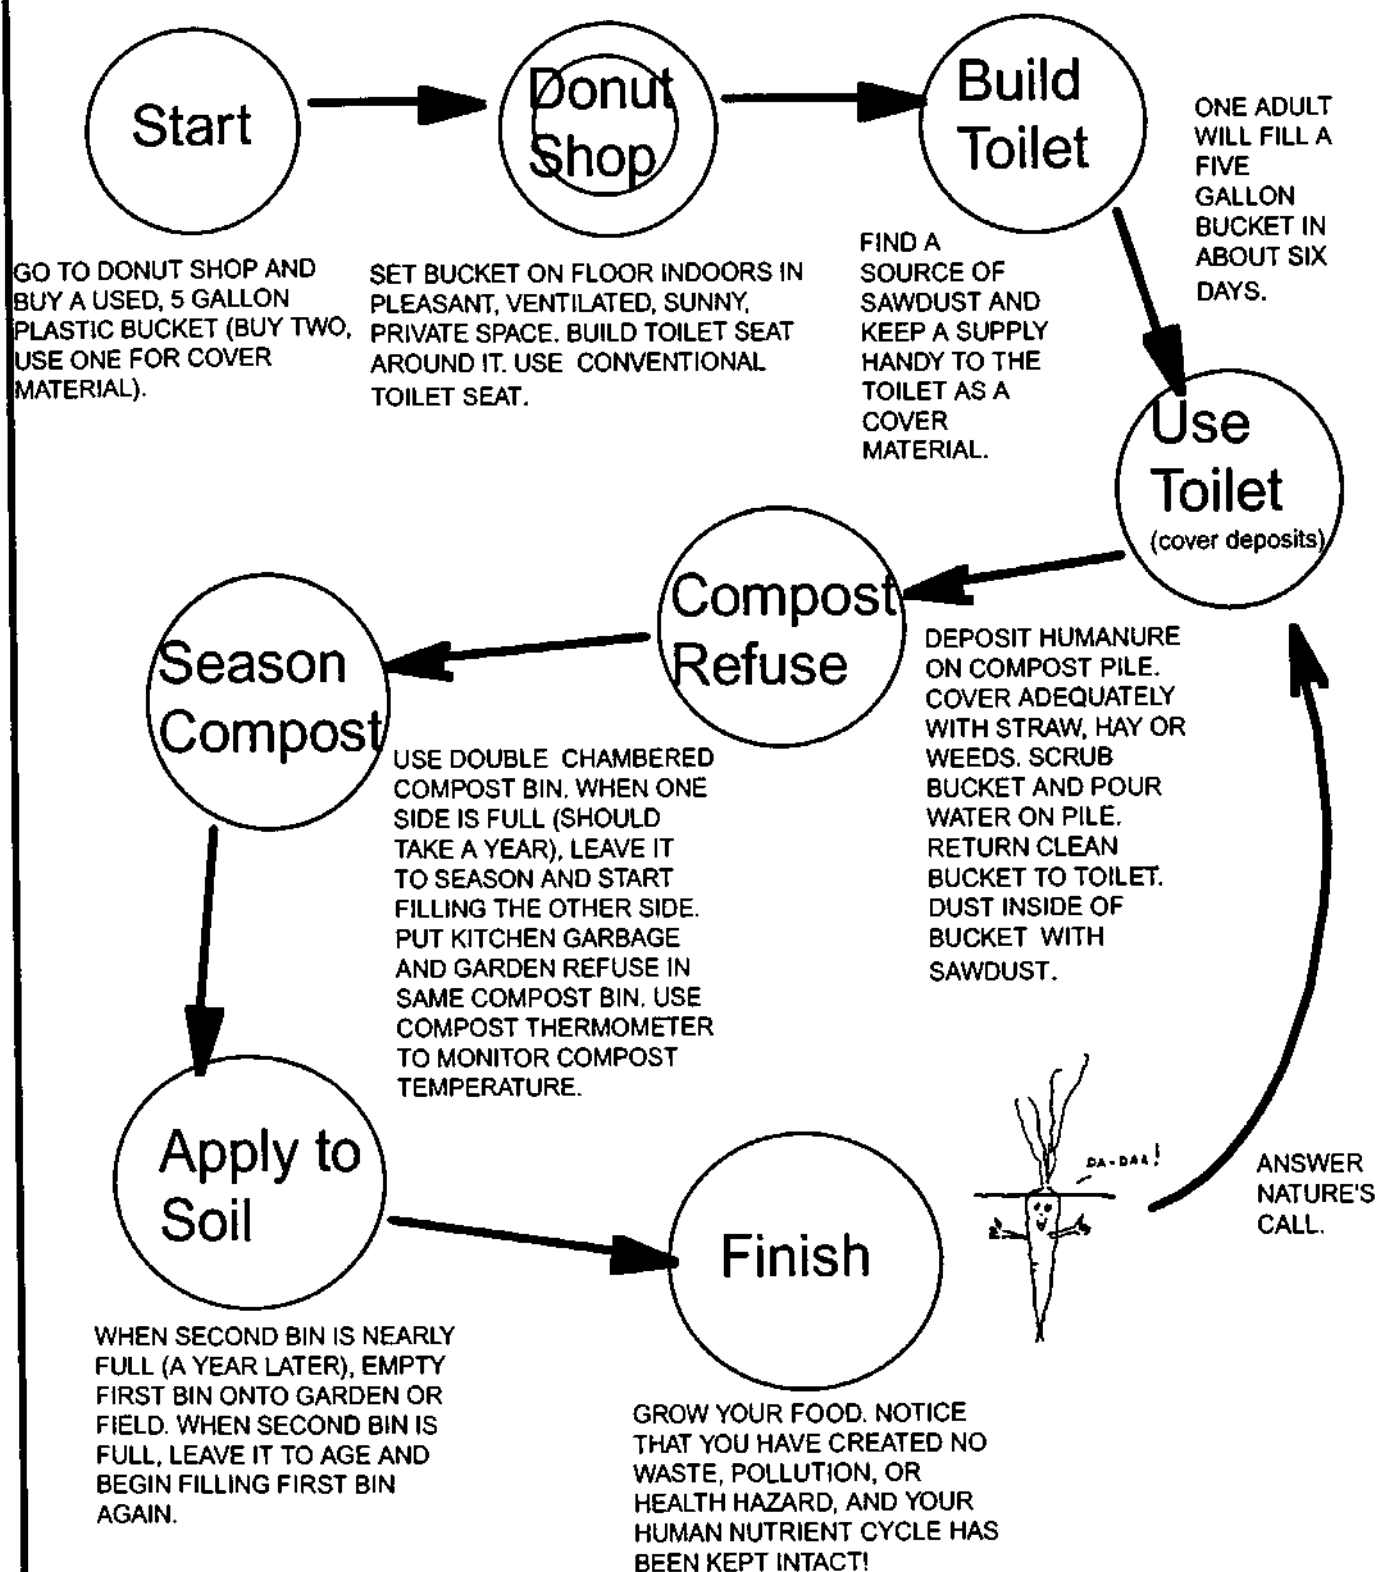 Start
GO TO DONUT SHOP AND
BUY A USED, 5 GALLON
PLASTIC BUCKET (BUY TWO,
USE ONE FOR COVER
MATERIAL).
Donut
Shop
SET BUCKET ON FLOOR INDOORS IN
PLEASANT, VENTILATED, SUNNY,
PRIVATE SPACE. BUILD TOILET SEAT
AROUND IT. USE CONVENTIONAL
TOILET SEAT.
Build
Toilet
FIND A
SOURCE OF
SAWDUST AND
KEEP A SUPPLY
HANDY TO THE
TOILET AS A
COVER
MATERIAL.
ONE ADULT
WILL FILL A
FIVE
GALLON
BUCKET IN
ABOUT SIX
DAYS.
Use
Toilet
(cover deposits)
Compost
Refuse
DEPOSIT HUMANURE
ON COMPOST PILE.
COVER ADEQUATELY
WITH STRAW, HAY OR
WEEDS. SCRUB
BUCKET AND POUR
WATER ON PILE.
RETURN CLEAN
BUCKET TO TOILET.
DUST INSIDE OF
BUCKET WITH
SAWDUST.
Season
Compost
USE DOUBLE CHAMBERED
COMPOST BIN. WHEN ONE
SIDE IS FULL (SHOULD
TAKE A YEAR), LEAVE IT
TO SEASON AND START
FILLING THE OTHER SIDE.
PUT KITCHEN GARBAGE
AND GARDEN REFUSE IN
SAME COMPOST BIN. USE
COMPOST THERMOMETER
TO MONITOR COMPOST
TEMPERATURE.
Apply to
Soil
WHEN SECOND BIN IS NEARLY
FULL (A YEAR LATER), EMPTY
FIRST BIN ONTO GARDEN OR
FIELD. WHEN SECOND BIN IS
FULL, LEAVE IT TO AGE AND
BEGIN FILLING FIRST BIN
AGAIN.
Finish
GROW YOUR FOOD. NOTICE
THAT YOU HAVE CREATED NO
WASTE, POLLUTION, OR
HEALTH HAZARD, AND YOUR
HUMAN NUTRIENT CYCLE HAS
BEEN KEPT INTACT!
DA-DAA!
ANSWER
NATURE'S
CALL.